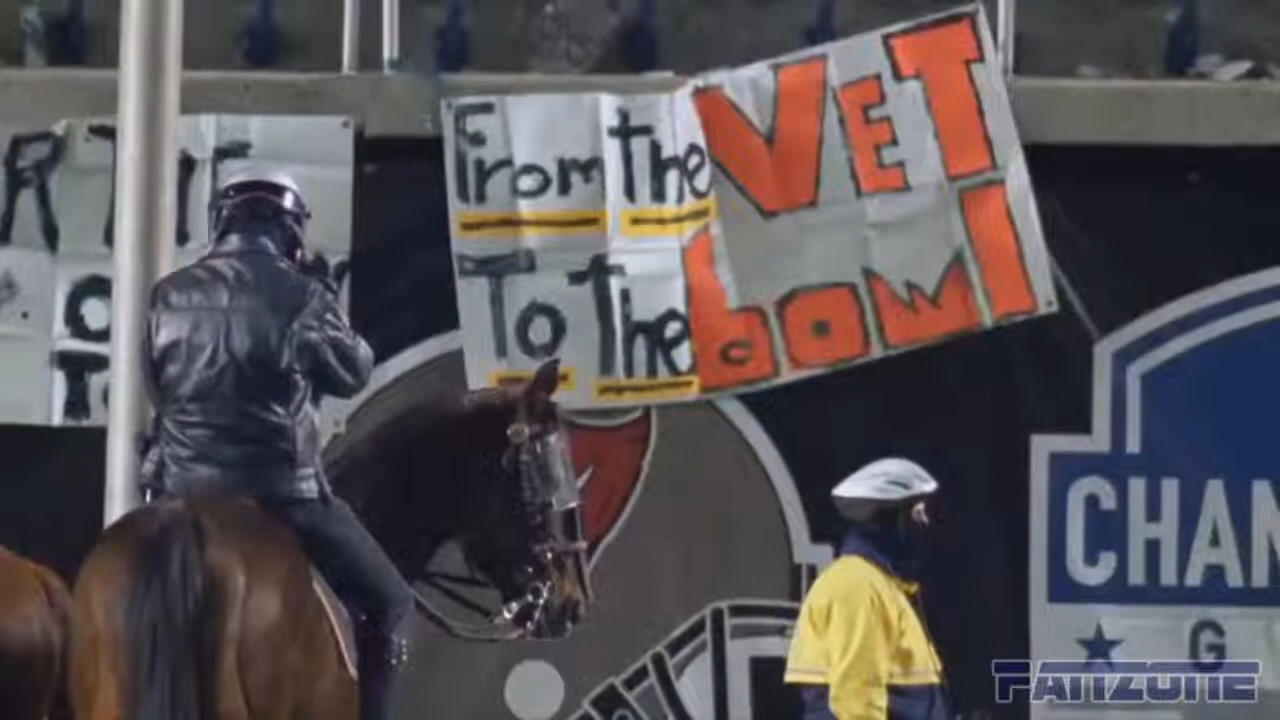 From the VET
To The bowl
CHAM
G
FANZONE